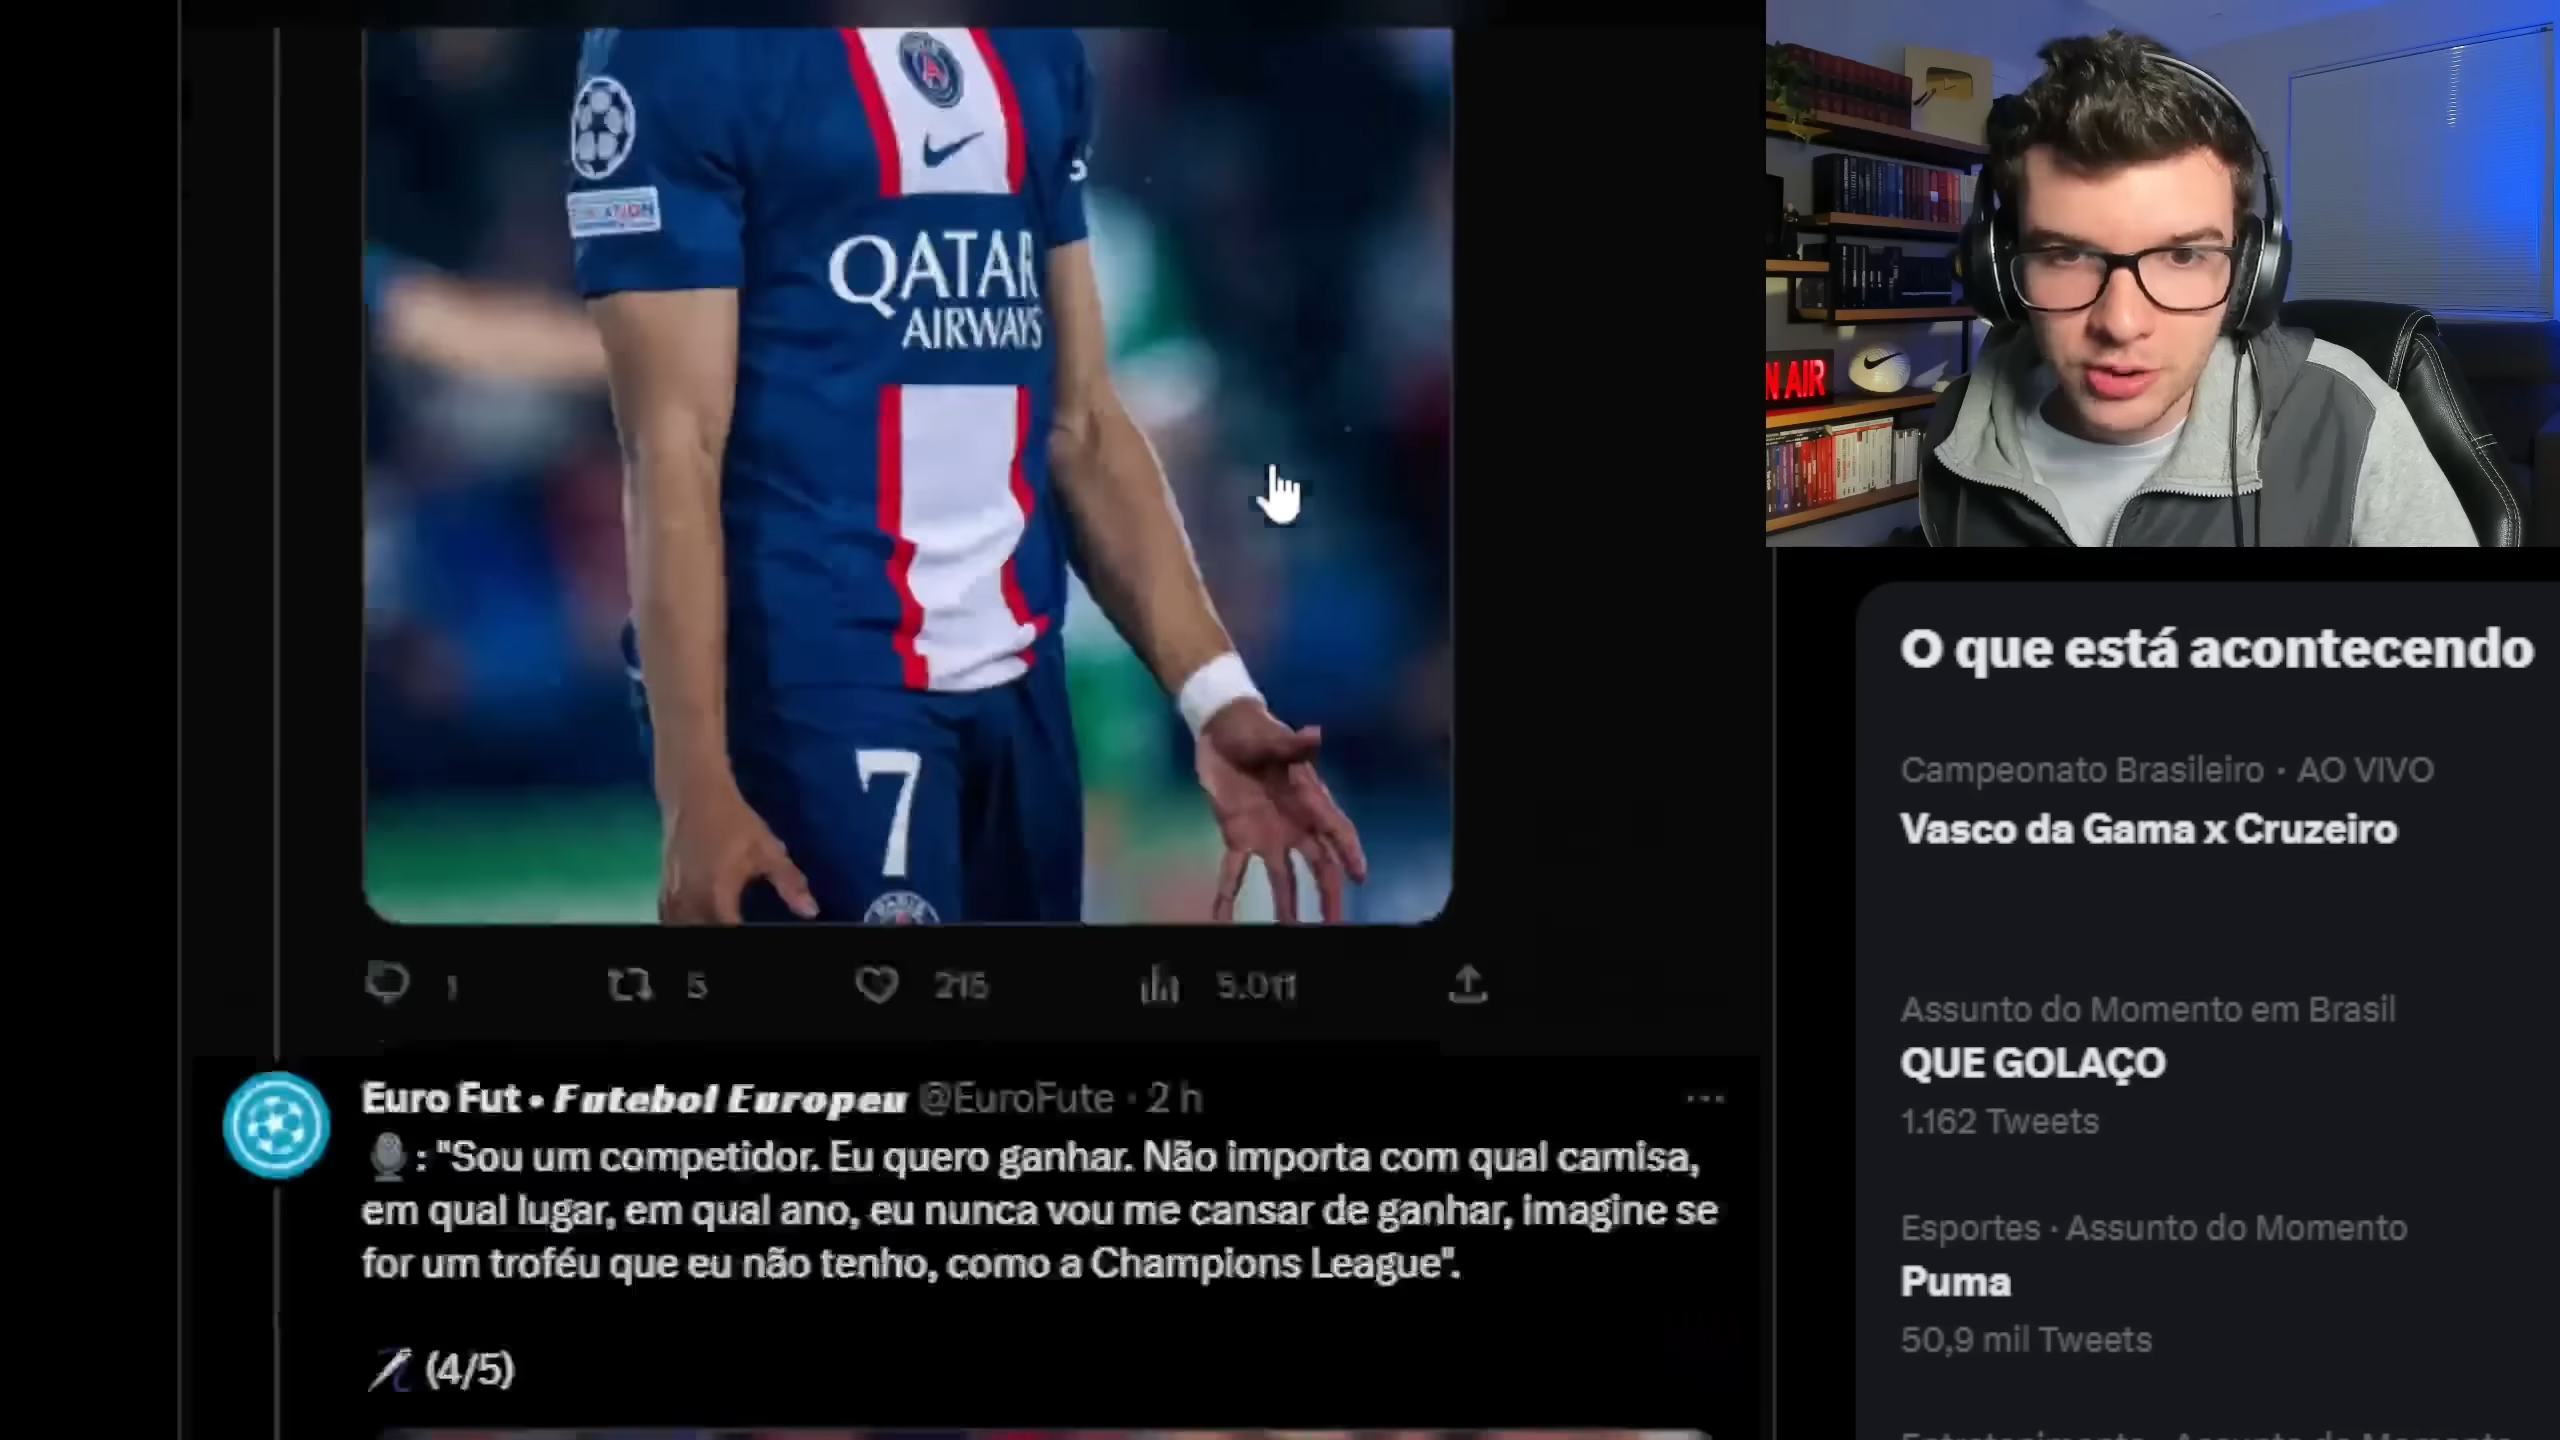 QATAR
AIRWAYS
7
N AIR
1 5 215 5.011
Euro Fut • Futebol Europeu @EuroFute · 2 h
: "Sou um competidor. Eu quero ganhar. Não importa com qual camisa,
em qual lugar, em qual ano, eu nunca vou me cansar de ganhar, imagine se
for um troféu que eu não tenho, como a Champions League".
(4/5)
O que está acontecendo
Campeonato Brasileiro · AO VIVO
Vasco da Gama x Cruzeiro
Assunto do Momento em Brasil
QUE GOLAÇO
1.162 Tweets
Esportes · Assunto do Momento
Puma
50,9 mil Tweets